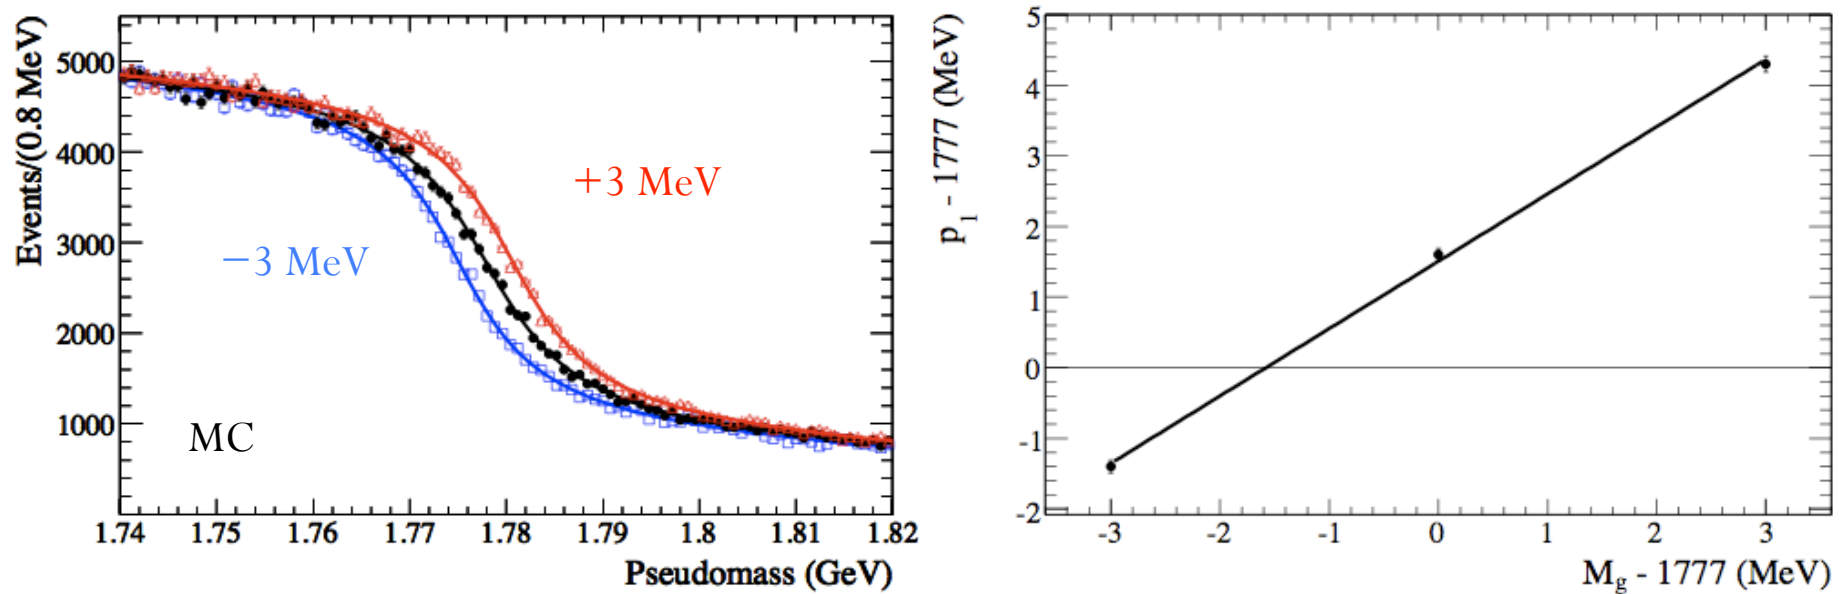 Events/(0.8 MeV)
5000
4000
3000
2000
1000
+3 MeV
−3 MeV
MC
1.74 1.75 1.76 1.77 1.78 1.79 1.8 1.81 1.82
Pseudomass (GeV)
p1 - 1777 (MeV)
5
4
3
2
1
0
-1
-2
-3 -2 -1 0 1 2 3
Mg - 1777 (MeV)